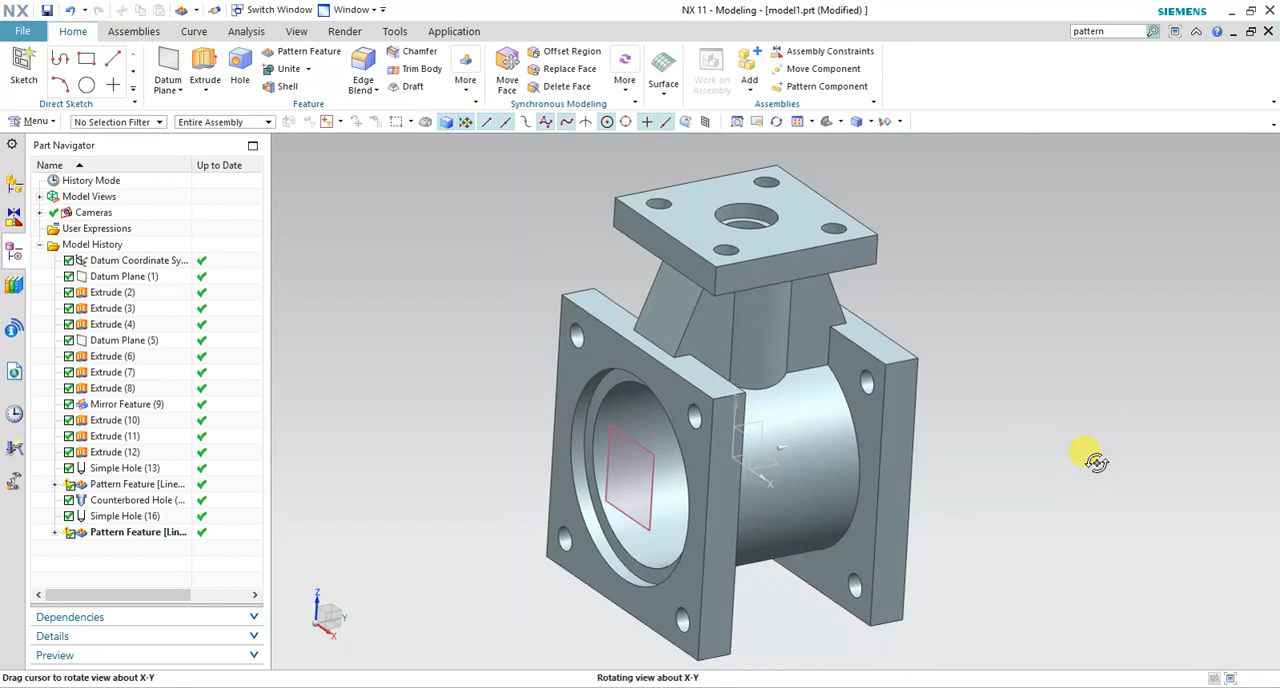 NX Switch Window Window NX 11 - Modeling - [model1.prt (Modified) ] SIEMENS
File Home Assemblies Curve Analysis View Render Tools Application pattern
Sketch Datum Plane Extrude Hole Pattern Feature Unite Shell Edge Blend Chamfer Trim Body Draft More Move Face Offset Region Replace Face Delete Face More Surface Work on Assembly Add Assembly Constraints Move Component Pattern Component
Direct Sketch Feature Synchronous Modeling Assemblies
Menu No Selection Filter Entire Assembly
Part Navigator
Name Up to Date
History Mode
Model Views
Cameras
User Expressions
Model History
Datum Coordinate Sy...
Datum Plane (1)
Extrude (2)
Extrude (3)
Extrude (4)
Datum Plane (5)
Extrude (6)
Extrude (7)
Extrude (8)
Mirror Feature (9)
Extrude (10)
Extrude (11)
Extrude (12)
Simple Hole (13)
Pattern Feature [Line...
Counterbored Hole (...
Simple Hole (16)
Pattern Feature [Lin...
Dependencies
Details
Preview
X
Z
Y
X
Drag cursor to rotate view about X-Y Rotating view about X-Y